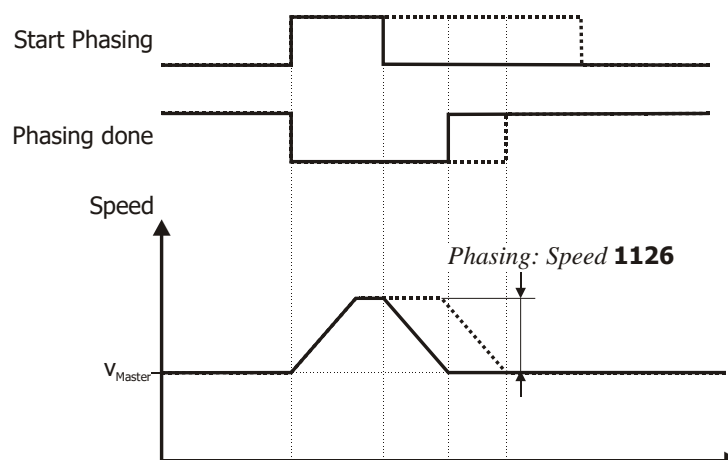 Start Phasing
Phasing done
Speed
Phasing: Speed 1126
VMaster